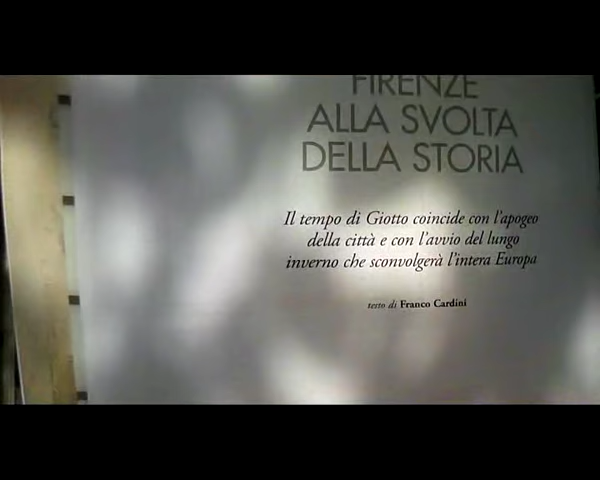 FIRENZE
ALLA SVOLTA
DELLA STORIA
Il tempo di Giotto coincide con l'apogeo
della città e con l'avvio del lungo
inverno che sconvolgerà l'intera Europa
testo di Franco Cardini